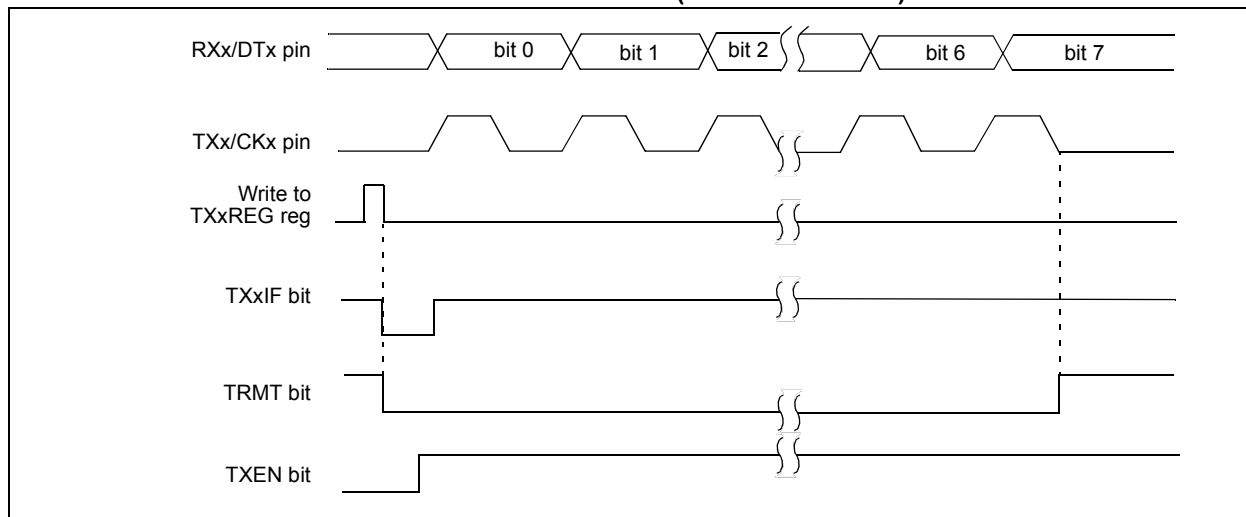 RXx/DTx pin
bit 0
bit 1
bit 2
bit 6
bit 7
TXx/CKx pin
Write to
TXxREG reg
TXxIF bit
TRMT bit
TXEN bit